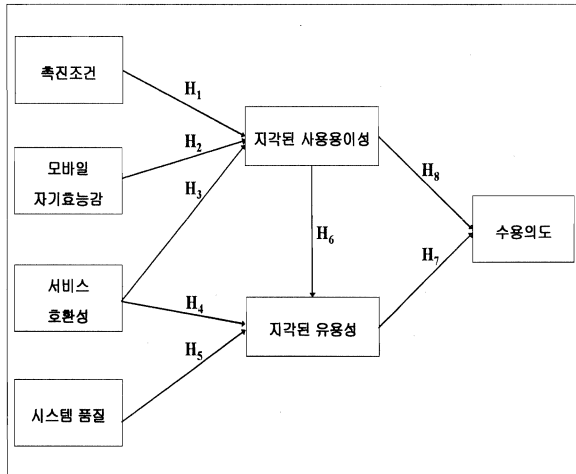 촉진조건
H1
지각된 사용용이성
H2
모바일
자기효능감
H3
H8
수용의도
H6
서비스
호환성
H7
H4
지각된 유용성
H5
시스템 품질